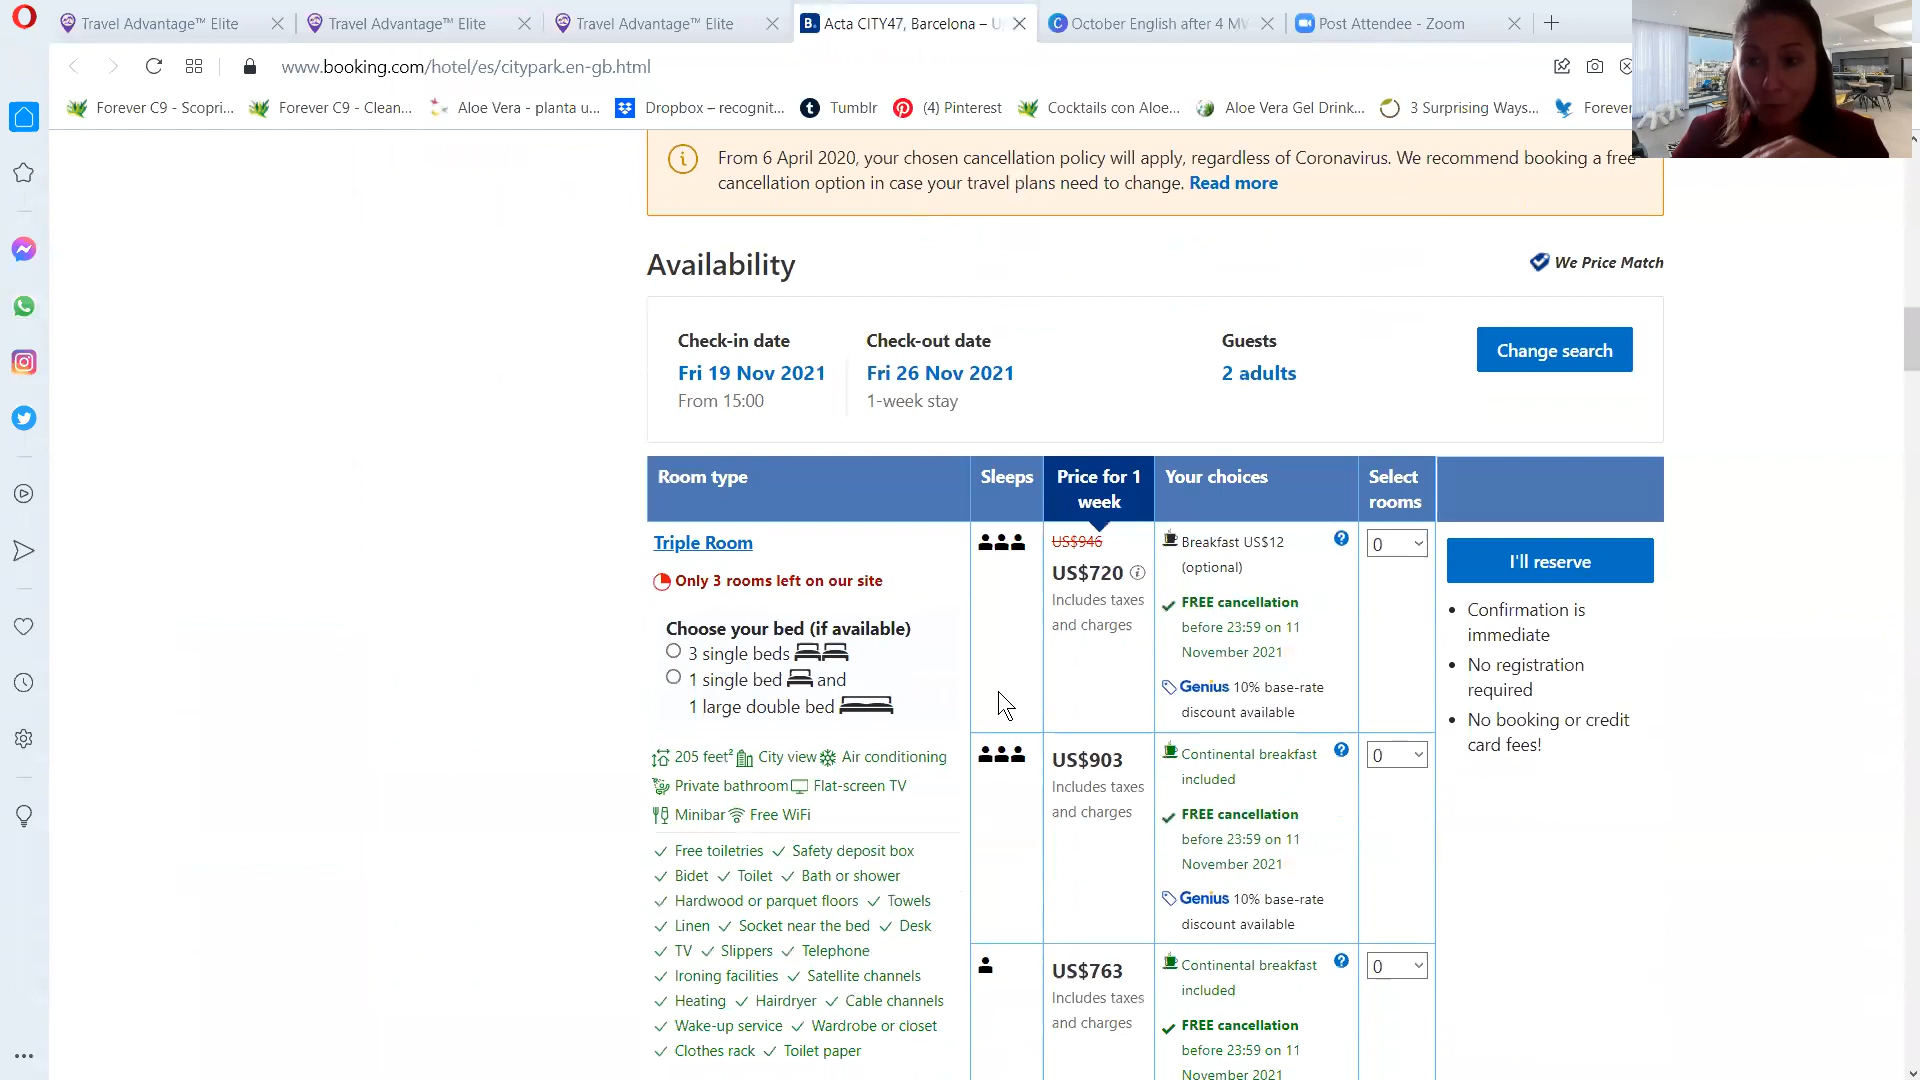 Travel Advantage™ Elite
Travel Advantage™ Elite
Travel Advantage™ Elite
B. Acta CITY47, Barcelona – U
October English after 4 MV
Post Attendee - Zoom
www.booking.com/hotel/es/citypark.en-gb.html
Forever C9 - Scopri...
Forever C9 - Clean...
Aloe Vera - planta u...
Dropbox – recognit...
Tumblr
(4) Pinterest
Cocktails con Aloe...
Aloe Vera Gel Drink...
3 Surprising Ways...
Forever
From 6 April 2020, your chosen cancellation policy will apply, regardless of Coronavirus. We recommend booking a free
cancellation option in case your travel plans need to change. Read more
Availability
We Price Match
Check-in date
Fri 19 Nov 2021
From 15:00
Check-out date
Fri 26 Nov 2021
1-week stay
Guests
2 adults
Change search
Room type
Sleeps
Price for 1
week
Your choices
Select
rooms
Triple Room
Only 3 rooms left on our site
Choose your bed (if available)
3 single beds
1 single bed and
1 large double bed
205 feet² City view Air conditioning
Private bathroom Flat-screen TV
Minibar Free WiFi
Free toiletries Safety deposit box
Bidet Toilet Bath or shower
Hardwood or parquet floors Towels
Linen Socket near the bed Desk
TV Slippers Telephone
Ironing facilities Satellite channels
Heating Hairdryer Cable channels
Wake-up service Wardrobe or closet
Clothes rack Toilet paper
US$946
US$720
Includes taxes
and charges
Breakfast US$12
(optional)
FREE cancellation
before 23:59 on 11
November 2021
Genius 10% base-rate
discount available
0
I'll reserve
Confirmation is
immediate
No registration
required
No booking or credit
card fees!
US$903
Includes taxes
and charges
Continental breakfast
included
FREE cancellation
before 23:59 on 11
November 2021
Genius 10% base-rate
discount available
0
US$763
Includes taxes
and charges
Continental breakfast
included
FREE cancellation
before 23:59 on 11
November 2021
0